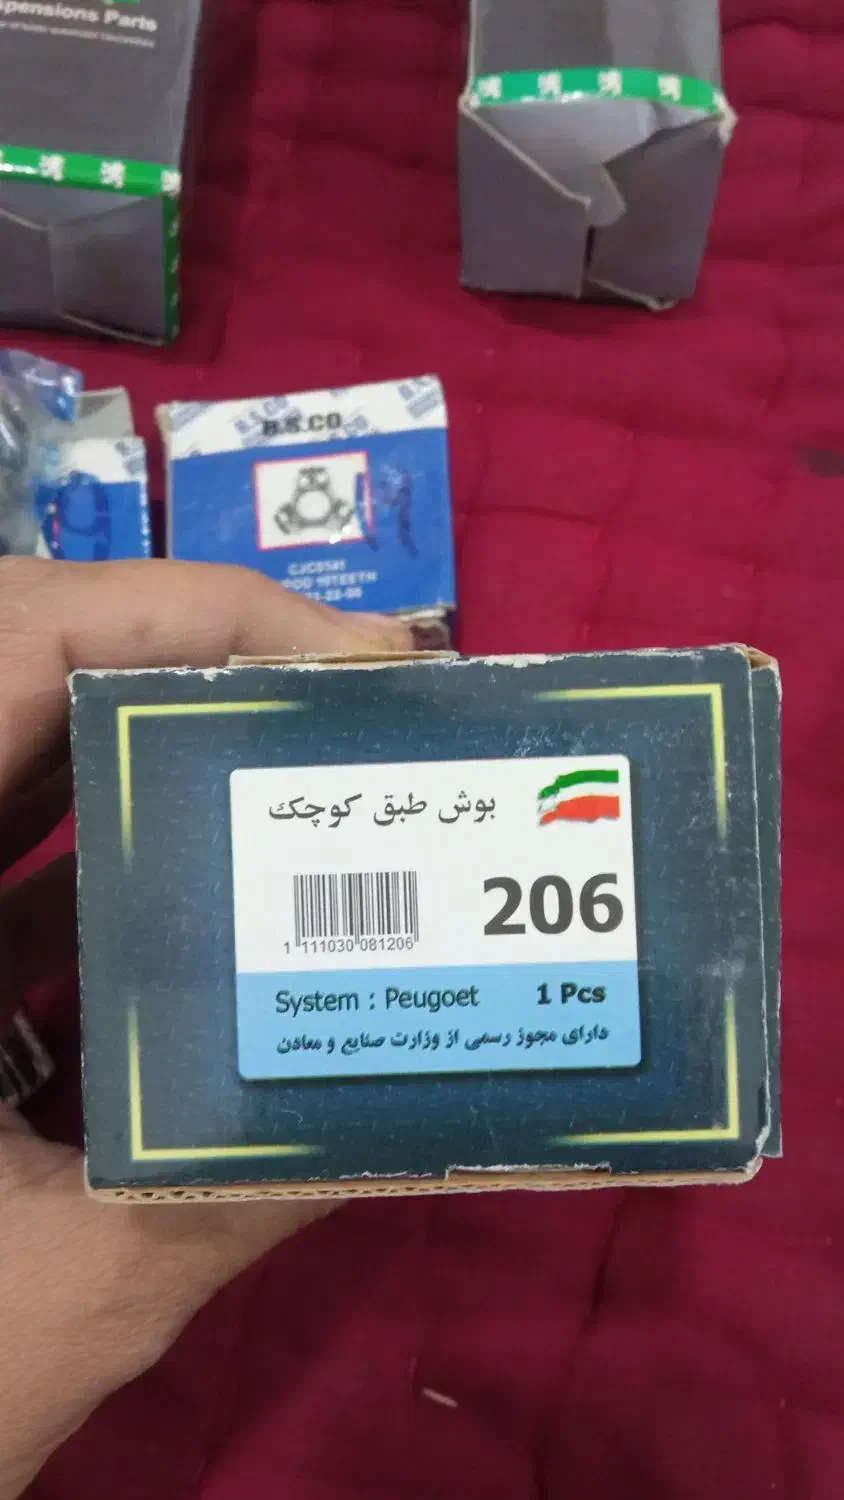 Suspensions Parts
B.S.CO
بوش طبق کوچک
206
1 111030 081206
System : Peugoet
1 Pcs
دارای مجوز رسمی از وزارت صنایع و معادن